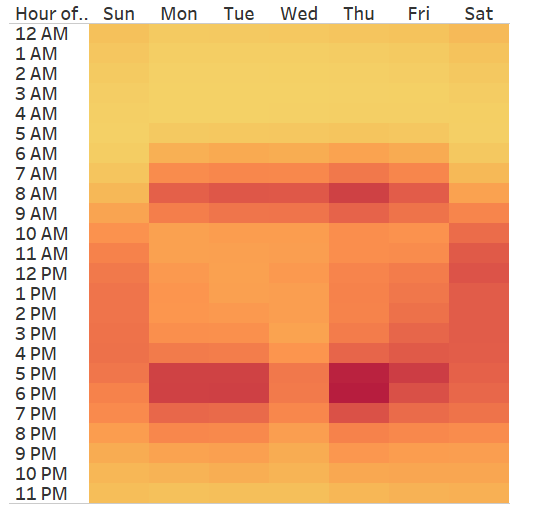 Hour of.. Sun Mon Tue Wed Thu Fri Sat
12 AM
1 AM
2 AM
3 AM
4 AM
5 AM
6 AM
7 AM
8 AM
9 AM
10 AM
11 AM
12 PM
1 PM
2 PM
3 PM
4 PM
5 PM
6 PM
7 PM
8 PM
9 PM
10 PM
11 PM